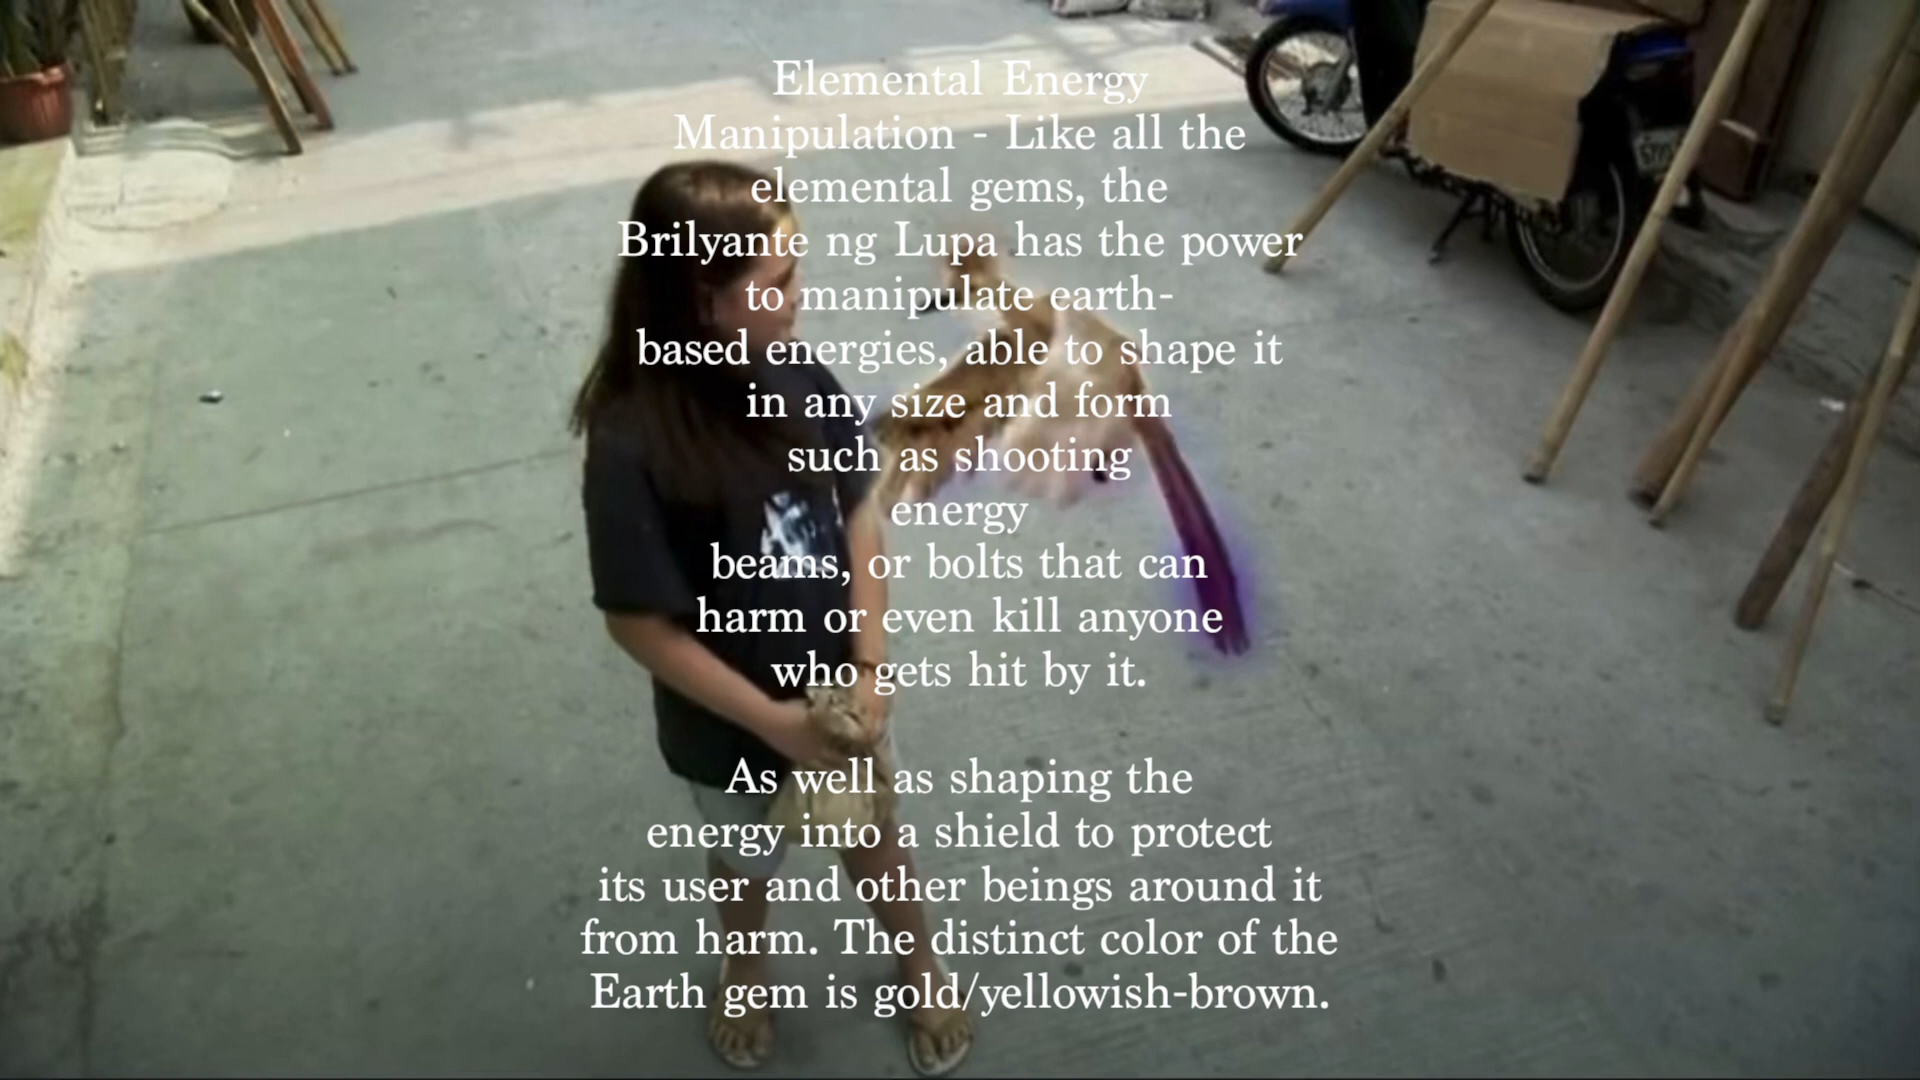 Elemental Energy
Manipulation - Like all the
elemental gems, the
Brilyante ng Lupa has the power
to manipulate earth-
based energies, able to shape it
in any size and form
such as shooting
energy
beams, or bolts that can
harm or even kill anyone
who gets hit by it.
As well as shaping the
energy into a shield to protect
its user and other beings around it
from harm. The distinct color of the
Earth gem is gold/yellowish-brown.